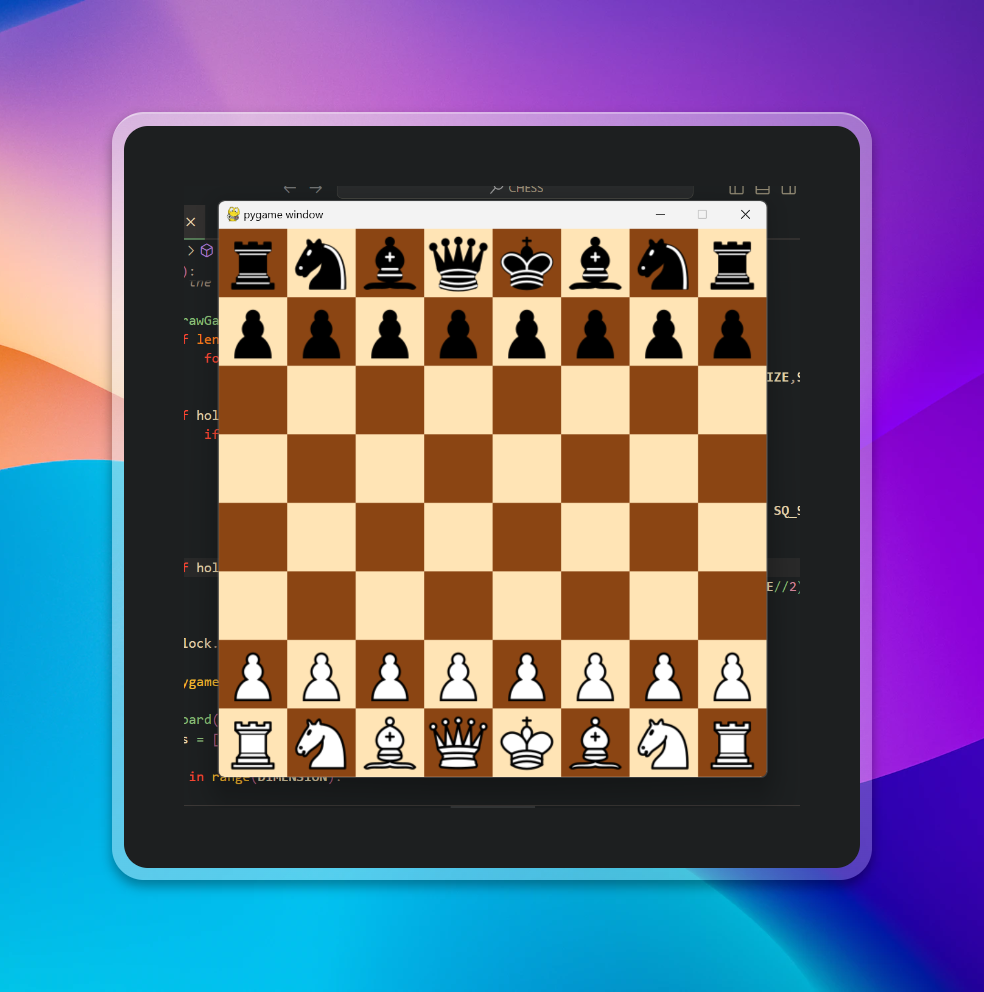 CHESS
pygame window
):
the
rawGa
f len
fo
IZE,S
f hol
if
SQ_S
f hol
E//2)
lock.
ygame
oard(
s = [
in range(DIMENSION):